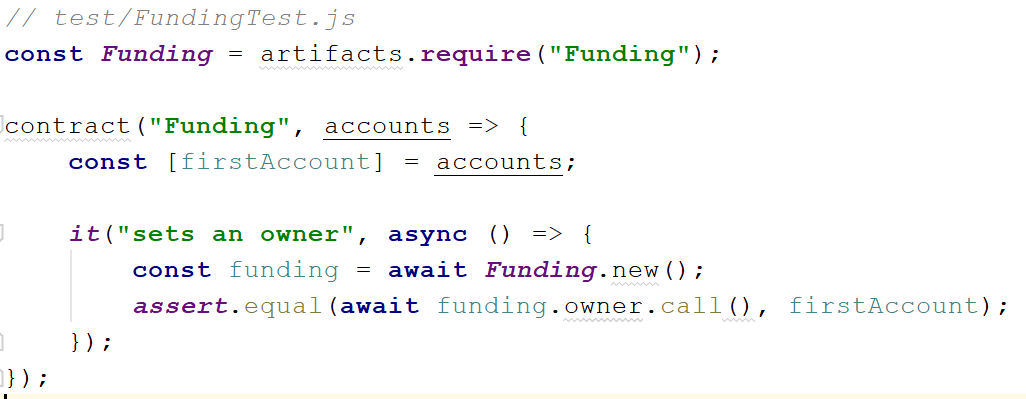 // test/FundingTest.js
const Funding = artifacts.require("Funding");
contract("Funding", accounts => {
const [firstAccount] = accounts;
it("sets an owner", async () => {
const funding = await Funding.new();
assert.equal(await funding.owner.call(), firstAccount);
});
});